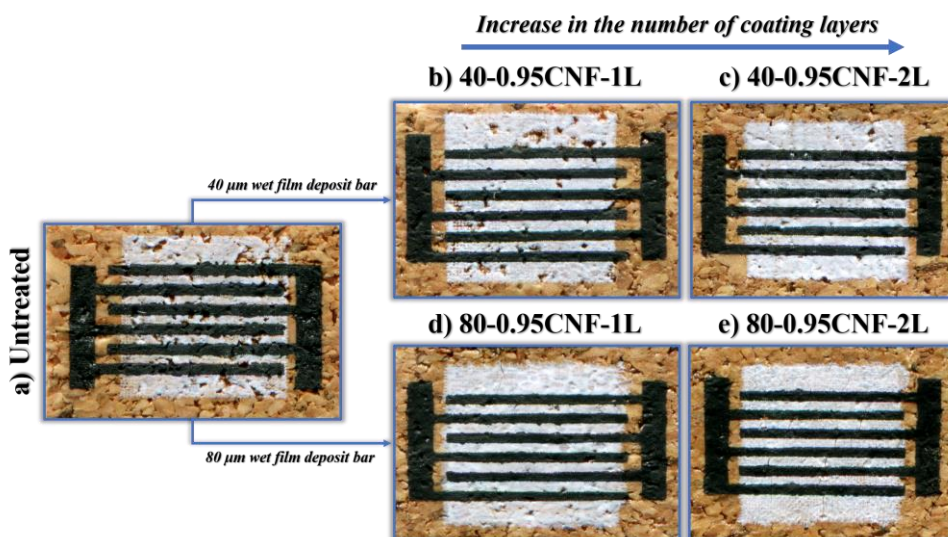 Increase in the number of coating layers
b) 40-0.95CNF-1L
c) 40-0.95CNF-2L
40 µm wet film deposit bar
a) Untreated
d) 80-0.95CNF-1L
e) 80-0.95CNF-2L
80 µm wet film deposit bar